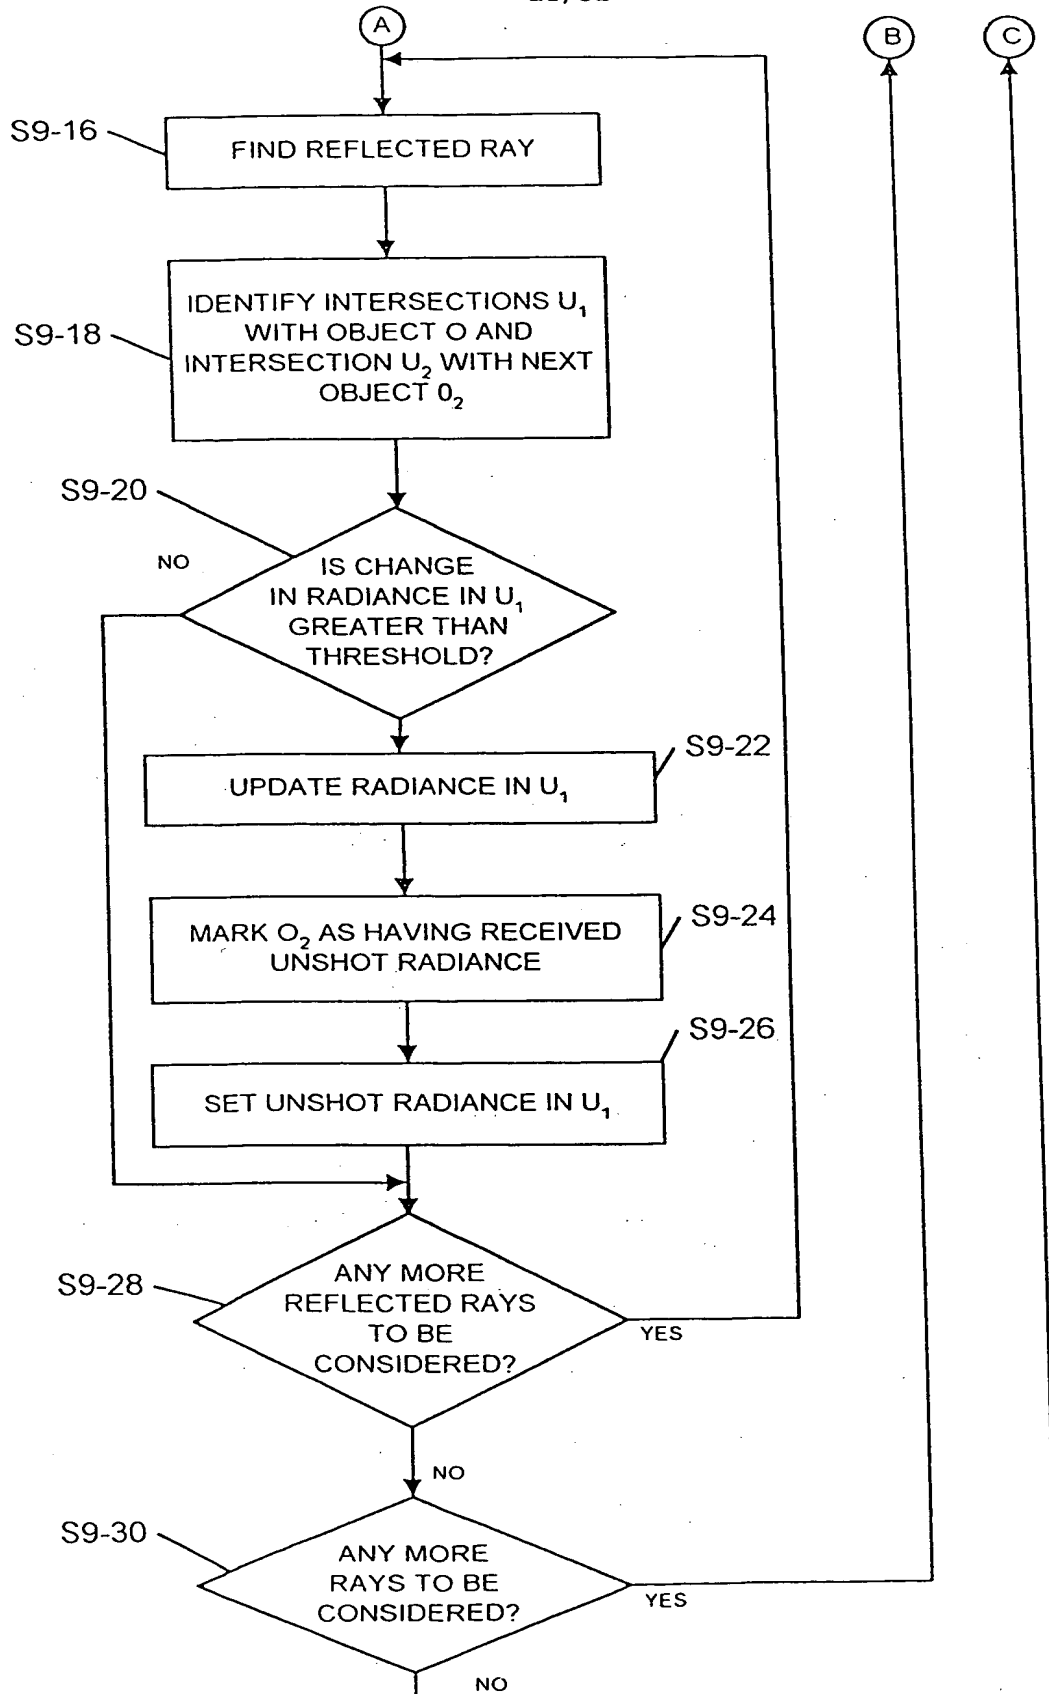 A
B
C
S9-16
FIND REFLECTED RAY
S9-18
IDENTIFY INTERSECTIONS U₁
WITH OBJECT O AND
INTERSECTION U₂ WITH NEXT
OBJECT 0₂
S9-20
NO
IS CHANGE
IN RADIANCE IN U₁
GREATER THAN
THRESHOLD?
S9-22
UPDATE RADIANCE IN U₁
S9-24
MARK O₂ AS HAVING RECEIVED
UNSHOT RADIANCE
S9-26
SET UNSHOT RADIANCE IN U₁
S9-28
ANY MORE
REFLECTED RAYS
TO BE
CONSIDERED?
YES
NO
S9-30
ANY MORE
RAYS TO BE
CONSIDERED?
YES
NO